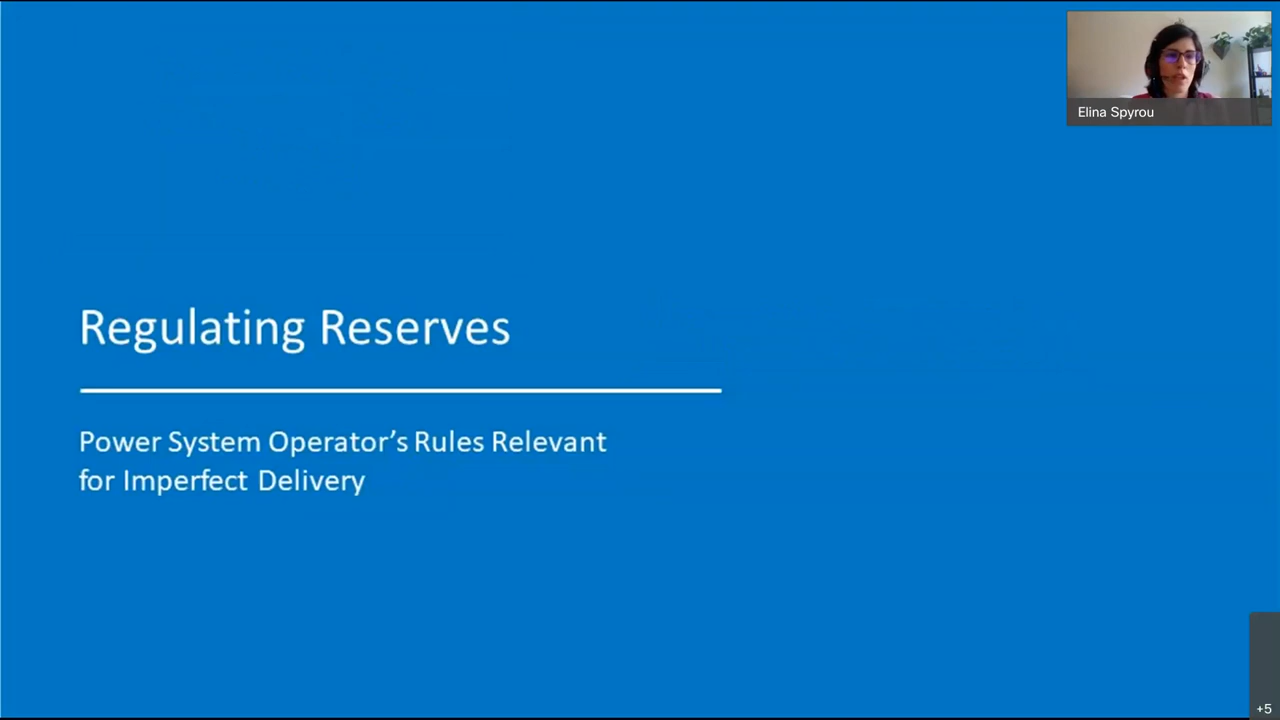 Elina Spyrou
Regulating Reserves
Power System Operator's Rules Relevant
for Imperfect Delivery
+5